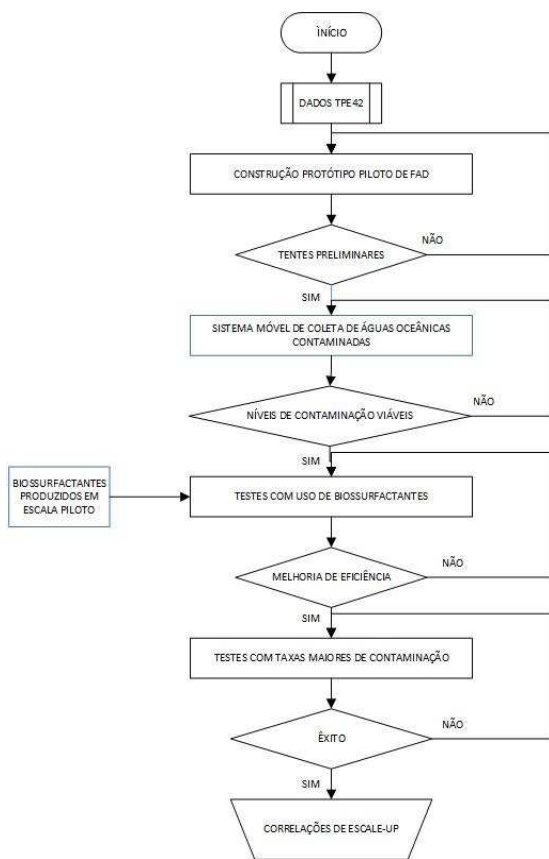 INÍCIO
DADOS TPE42
CONSTRUÇÃO PROTÓTIPO PILOTO DE FAD
TENTES PRELIMINARES
NÃO
SIM
SISTEMA MÓVEL DE COLETA DE ÁGUAS OCEÂNICAS
CONTAMINADAS
NÍVEIS DE CONTAMINAÇÃO VIÁVEIS
NÃO
SIM
BIOSSURFACTANTES
PRODUZIDOS EM
ESCALA PILOTO
TESTES COM USO DE BIOSSURFACTANTES
MELHORIA DE EFICIÊNCIA
NÃO
SIM
TESTES COM TAXAS MAIORES DE CONTAMINAÇÃO
ÊXITO
NÃO
SIM
CORRELAÇÕES DE ESCALE-UP